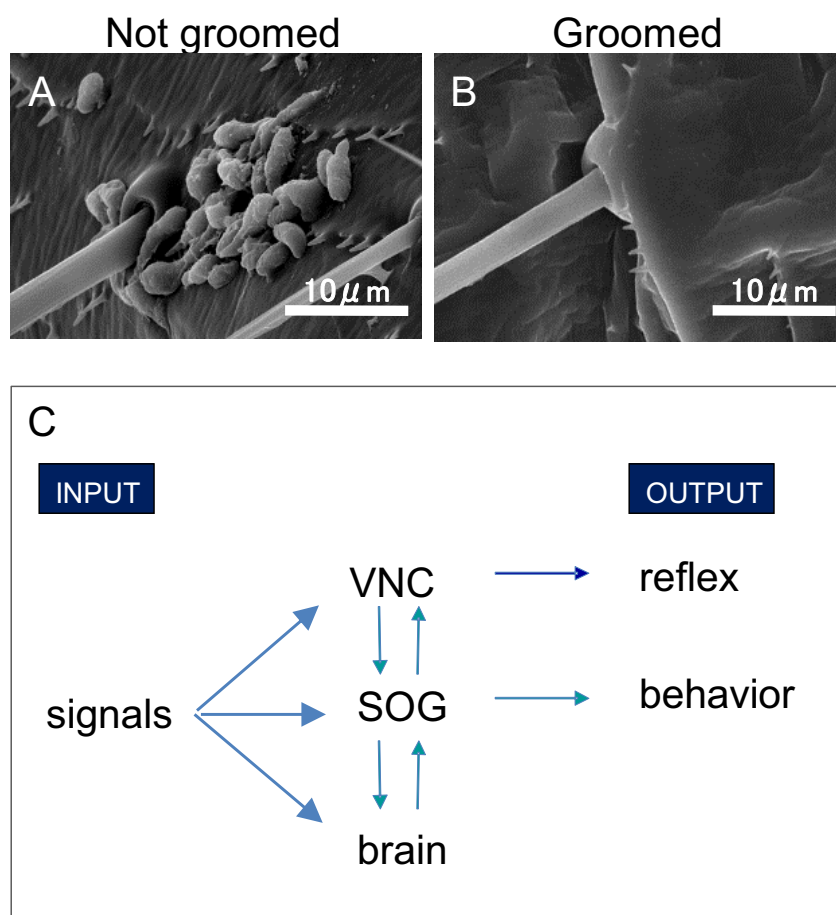 Not groomed
Groomed
A
B
10μm
10μm
C
INPUT
OUTPUT
VNC
reflex
signals
SOG
behavior
brain